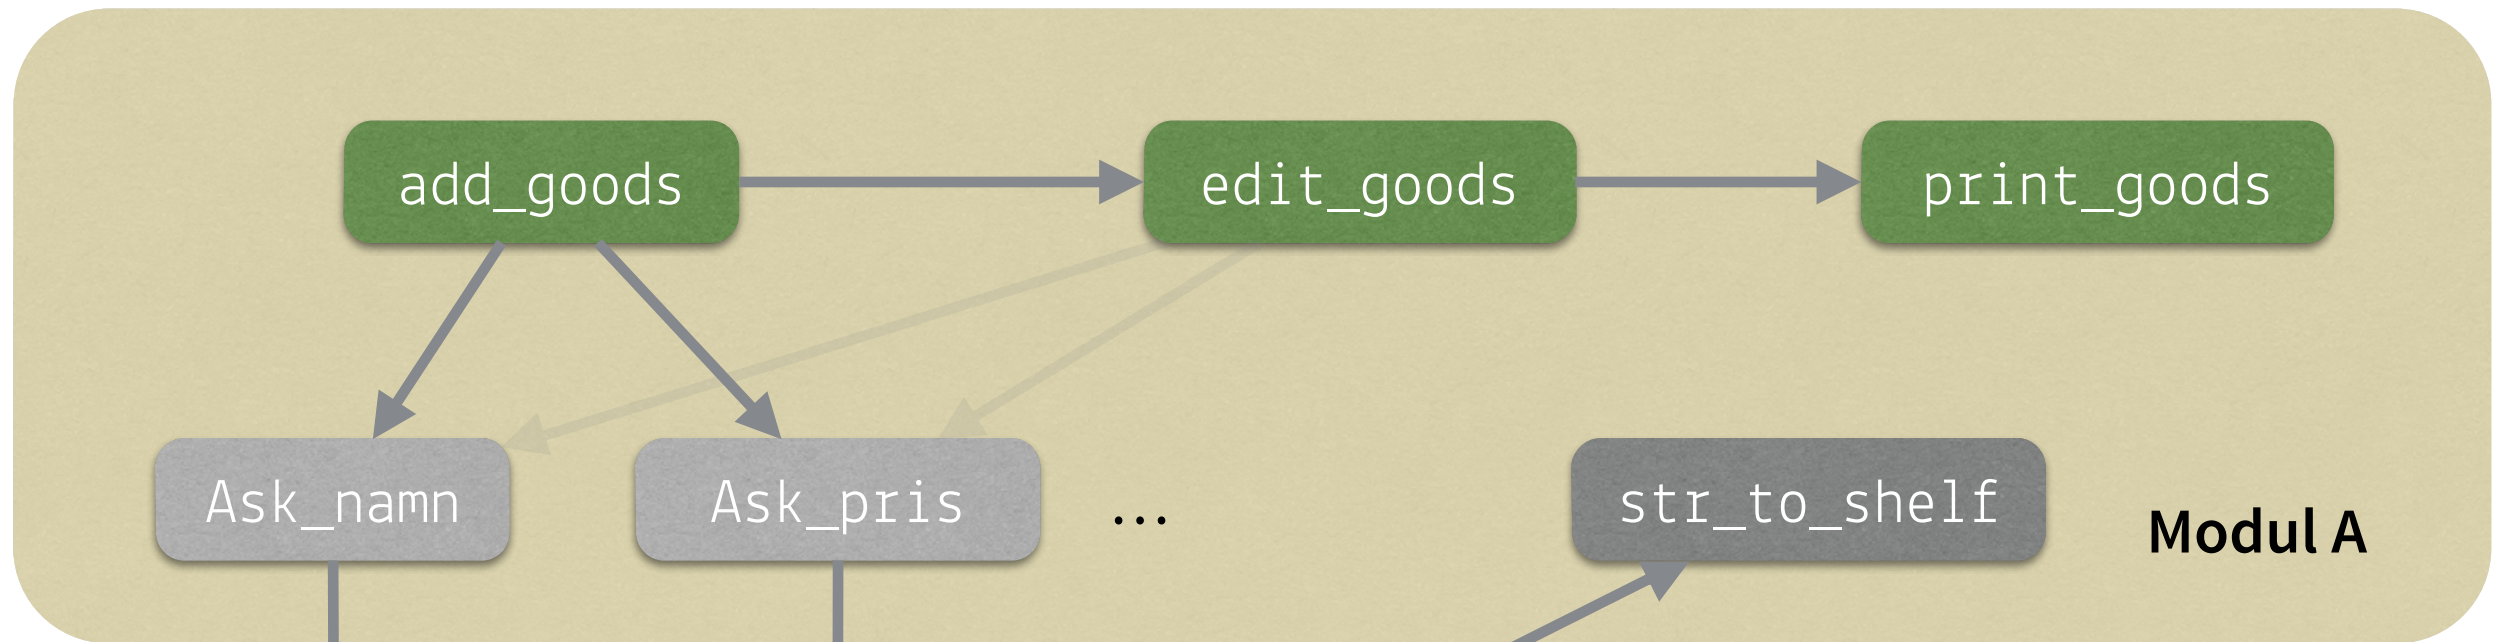 add_goods
edit_goods
print_goods
Ask_namn
Ask_pris
...
str_to_shelf
Modul A